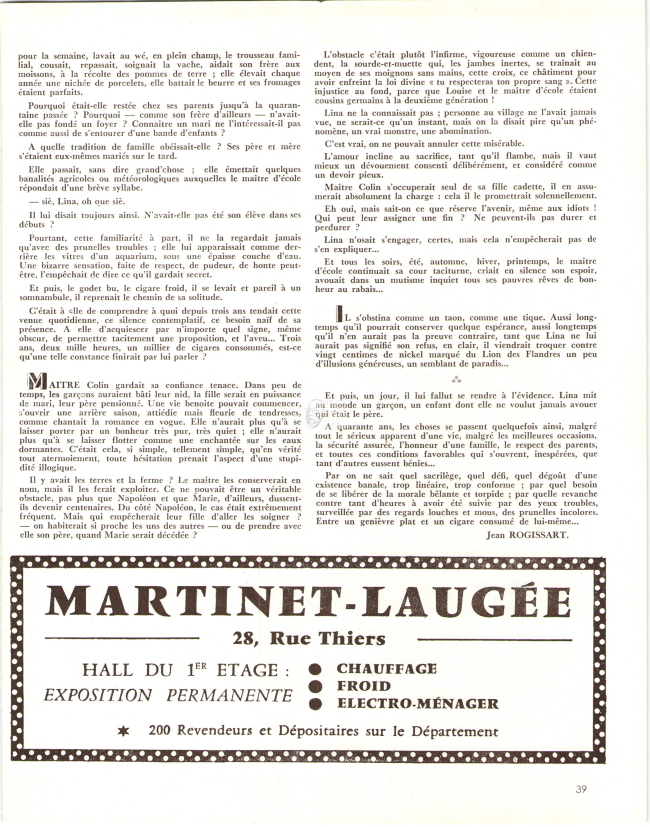 pour la semaine, lavait au wé, en plein champ, le trousseau fami-
lial, cousait, repassait, soignait la vache, aidait son frère aux
moissons, à la récolte des pommes de terre ; elle élevait chaque
année une nichée de porcelets, elle battait le beurre et ses fromages
étaient parfaits.
Pourquoi était-elle restée chez ses parents jusqu'à la quaran-
taine passée ? Pourquoi — comme son frère d'ailleurs — n'avait-
elle pas fondé un foyer ? Connaître un mari ne l'intéressait-il pas
comme aussi de s'entourer d'une bande d'enfants ?
A quelle tradition de famille obéissait-elle ? Ses père et mère
s'étaient eux-mêmes mariés sur le tard.
Elle passait, sans dire grand'chose ; elle émettait quelques
banalités agricoles ou météorologiques auxquelles le maître d'école
répondait d'une brève syllabe.
— siè, Lina, oh que siè.
Il lui disait toujours ainsi. N'avait-elle pas été son élève dans ses
débuts ?
Pourtant, cette familiarité à part, il ne la regardait jamais
qu'avec des prunelles troubles ; elle lui apparaissait comme der-
rière les vitres d'un aquarium, sous une épaisse couche d'eau.
Une bizarre sensation, faite de respect, de pudeur, de honte peut-
être, l'empêchait de dire ce qu'il gardait secret.
Et puis, le godet bu, le cigare froid, il se levait et pareil à un
somnambule, il reprenait le chemin de sa solitude.
C'était à elle de comprendre à quoi depuis trois ans tendait cette
venue quotidienne, ce silence contemplatif, ce besoin naïf de sa
présence. A elle d'acquiescer par n'importe quel signe, même
obscur, de permettre tacitement une proposition, et l'aveu... Trois
ans, deux mille heures, un millier de cigares consommés, est-ce
qu'une telle constance finirait par lui parler ?
MAITRE Colin gardait sa confiance tenace. Dans peu de
temps, les garçons auraient bâti leur nid, la fille serait en puissance
de mari, leur père pensionné. Une vie benoite pouvait commencer,
s'ouvrir une arrière saison, attiédie mais fleurie de tendresses,
comme chantait la romance en vogue. Elle n'aurait plus qu'à se
laisser porter par un bonheur très pur, très quiet ; elle n'aurait
plus qu'à se laisser flotter comme une enchantée sur les eaux
dormantes. C'était cela, si simple, tellement simple, qu'en vérité
tout atermoiement, toute hésitation prenait l'aspect d'une stupi-
dité illogique.
Il y avait les terres et la ferme ? Le maître les conserverait en
nom, mais il les ferait exploiter. Ce ne pouvait être un véritable
obstacle, pas plus que Napoléon et que Marie, d'ailleurs, dussent-
ils devenir centenaires. Du côté Napoléon, le cas était extrêmement
fréquent. Mais qui empêcherait leur fille d'aller les soigner ?
— on habiterait si proche les uns des autres — ou de prendre avec
elle son père, quand Marie serait décédée ?
L'obstacle c'était plutôt l'infirme, vigoureuse comme un chien-
dent, la sourde-et-muette qui, les jambes inertes, se traînait au
moyen de ses moignons sans mains, cette croix, ce châtiment pour
avoir enfreint la loi divine « tu respecteras ton propre sang ». Cette
injustice au fond, parce que Louise et le maître d'école étaient
cousins germains à la deuxième génération !
Lina ne la connaissait pas ; personne au village ne l'avait jamais
vue, ne serait-ce qu'un instant, mais on la disait pire qu'un phé-
nomène, un vrai monstre, une abomination.
C'est vrai, on ne pouvait annuler cette misérable.
L'amour incline au sacrifice, tant qu'il flambe, mais il vaut
mieux un dévouement consenti délibérément, et considéré comme
un devoir pieux.
Maître Colin s'occuperait seul de sa fille cadette, il en assu-
merait absolument la charge : cela il le promettrait solennellement.
Eh oui, mais sait-on ce que réserve l'avenir, même aux idiots !
Qui peut leur assigner une fin ? Ne peuvent-ils pas durer et
perdurer ?
Lina n'osait s'engager, certes, mais cela n'empêcherait pas de
s'en expliquer...
Et tous les soirs, été, automne, hiver, printemps, le maître
d'école continuait sa cour taciturne, criait en silence son espoir,
avouait dans un mutisme inquiet tous ses pauvres rêves de bon-
heur au rabais...
IL s'obstina comme un taon, comme une tique. Aussi long-
temps qu'il pourrait conserver quelque espérance, aussi longtemps
qu'il n'en aurait pas la preuve contraire, tant que Lina ne lui
aurait pas signifié son refus, en clair, il viendrait troquer contre
vingt centimes de nickel marqué du Lion des Flandres un peu
d'illusions généreuses, un semblant de paradis...
Et puis, un jour, il lui fallut se rendre à l'évidence. Lina mit
au monde un garçon, un enfant dont elle ne voulut jamais avouer
qui était le père.
A quarante ans, les choses se passent quelquefois ainsi, malgré
tout le sérieux apparent d'une vie, malgré les meilleures occasions,
la sécurité assurée, l'honneur d'une famille, le respect des parents,
toutes ces conditions favorables qui s'ouvrent, inespérées, que
tant d'autres eussent bénies...
Par on ne sait quel sacrilège, quel défi, quel dégoût d'une
existence banale, trop linéaire, trop conforme ; par quel besoin
de se libérer de la morale bêlante et torpide ; par quelle revanche
contre tant d'heures à avoir été suivie par des yeux troubles,
surveillée par des regards louches et mous, des prunelles incolores.
Entre un genièvre plat et un cigare consumé de lui-même...
Jean ROGISSART.
MARTINET-LAUGÉE
28, Rue Thiers
HALL DU 1ER ETAGE :
EXPOSITION PERMANENTE
● CHAUFFAGE
● FROID
● ELECTRO-MÉNAGER
★ 200 Revendeurs et Dépositaires sur le Département
39